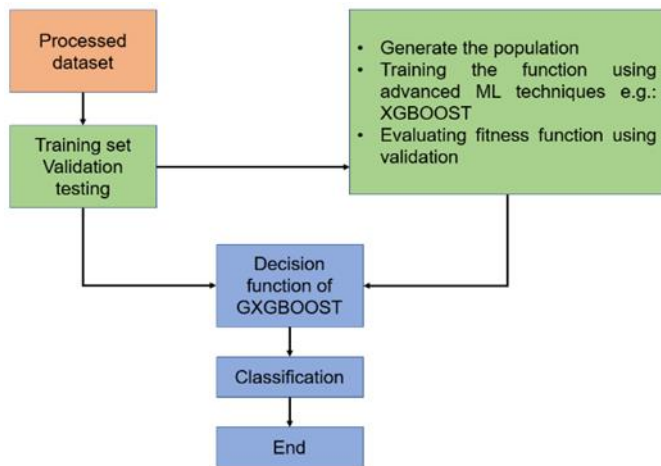 Processed
dataset
• Generate the population
• Training the function using
advanced ML techniques e.g.:
XGBOOST
• Evaluating fitness function using
validation
Training set
Validation
testing
Decision
function of
GXGBOOST
Classification
End